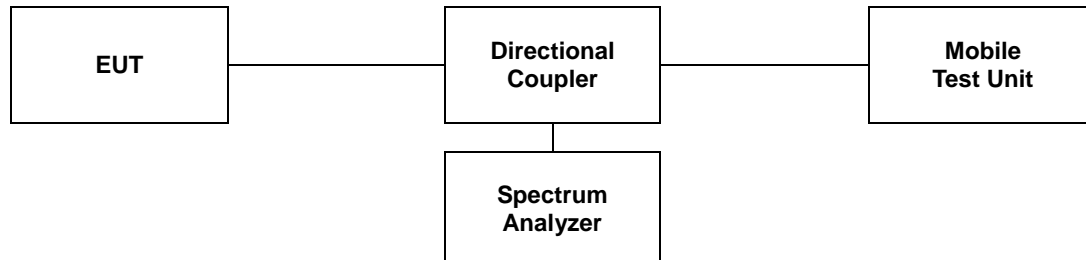 EUT
Directional
Coupler
Mobile
Test Unit
Spectrum
Analyzer